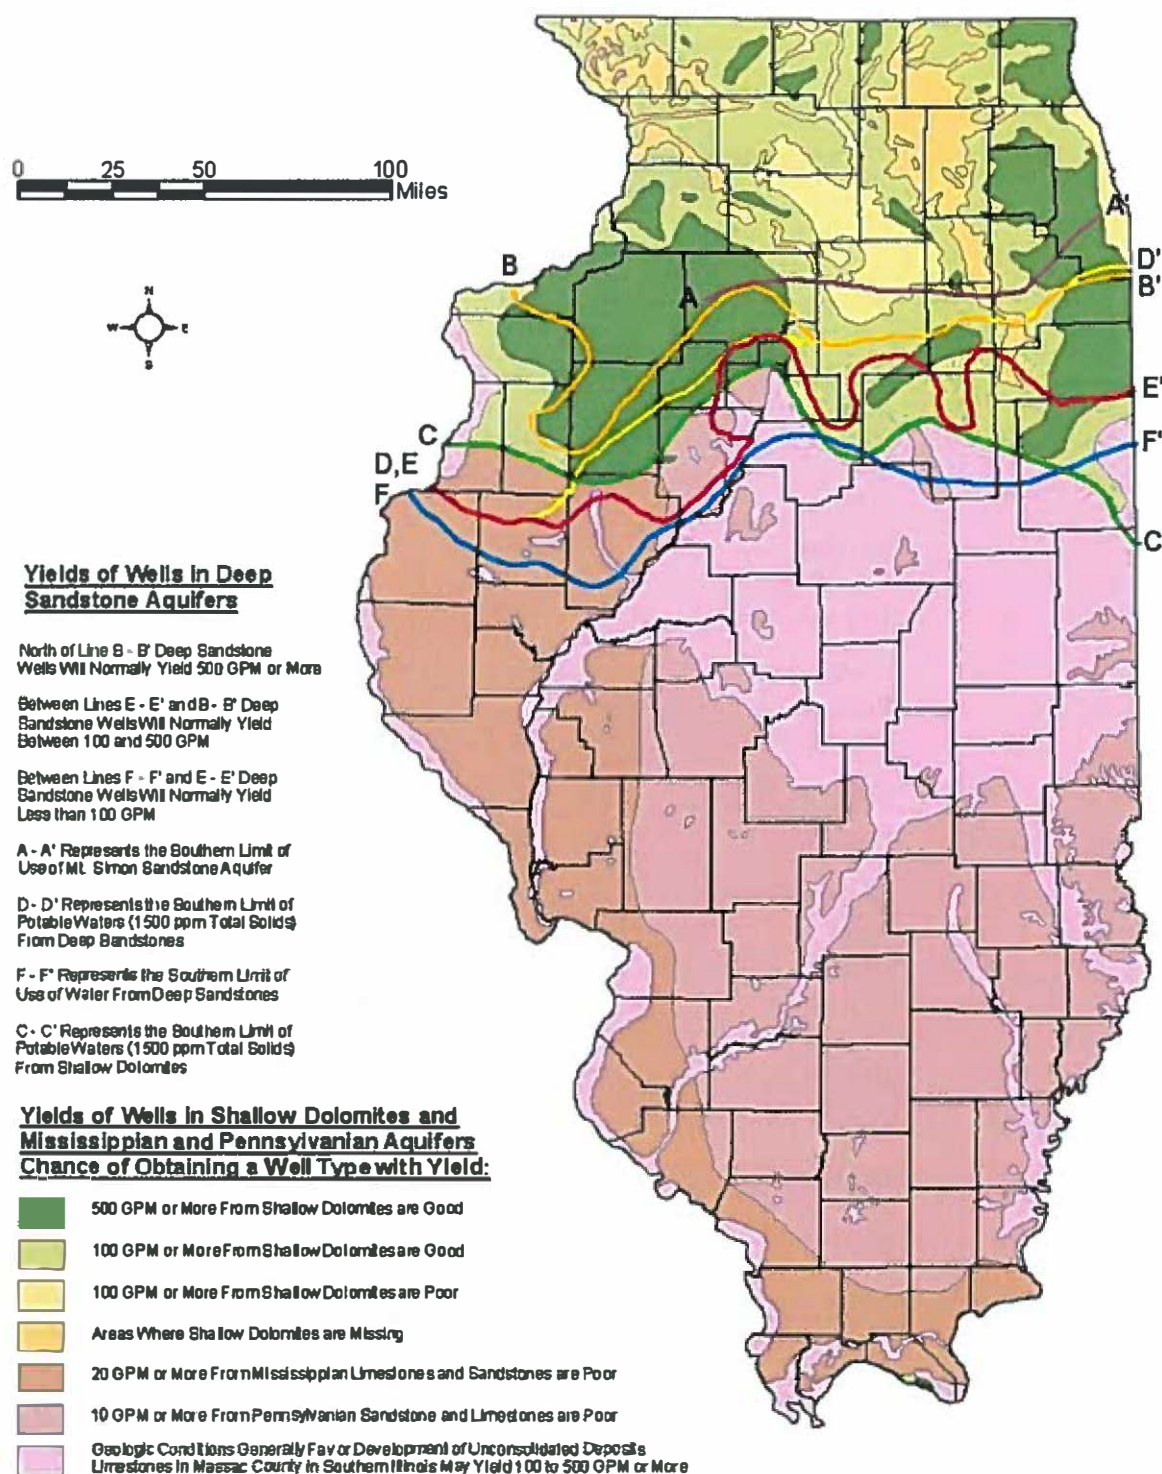 0 25 50 100
Miles
N
W E
S
A'
B
D'
A
B'
E'
C
F'
D, E
F
C
Yields of Wells in Deep
Sandstone Aquifers
North of Line B - B' Deep Sandstone
Wells Will Normally Yield 500 GPM or More
Between Lines E - E' and B - B' Deep
Sandstone Wells Will Normally Yield
Between 100 and 500 GPM
Between Lines F - F' and E - E' Deep
Sandstone Wells Will Normally Yield
Less than 100 GPM
A - A' Represents the Southern Limit of
Use of Mt. Simon Sandstone Aquifer
D - D' Represents the Southern Limit of
Potable Waters (1500 ppm Total Solids)
From Deep Sandstones
F - F' Represents the Southern Limit of
Use of Water From Deep Sandstones
C - C' Represents the Southern Limit of
Potable Waters (1500 ppm Total Solids)
From Shallow Dolomites
Yields of Wells in Shallow Dolomites and
Mississippian and Pennsylvanian Aquifers
Chance of Obtaining a Well Type with Yield:
500 GPM or More From Shallow Dolomites are Good
100 GPM or More From Shallow Dolomites are Good
100 GPM or More From Shallow Dolomites are Poor
Areas Where Shallow Dolomites are Missing
20 GPM or More From Mississippian Limestones and Sandstones are Poor
10 GPM or More From Pennsylvanian Sandstone and Limestones are Poor
Geologic Conditions Generally Favor Development of Unconsolidated Deposits
Limestones in Massac County in Southern Illinois May Yield 100 to 500 GPM or More